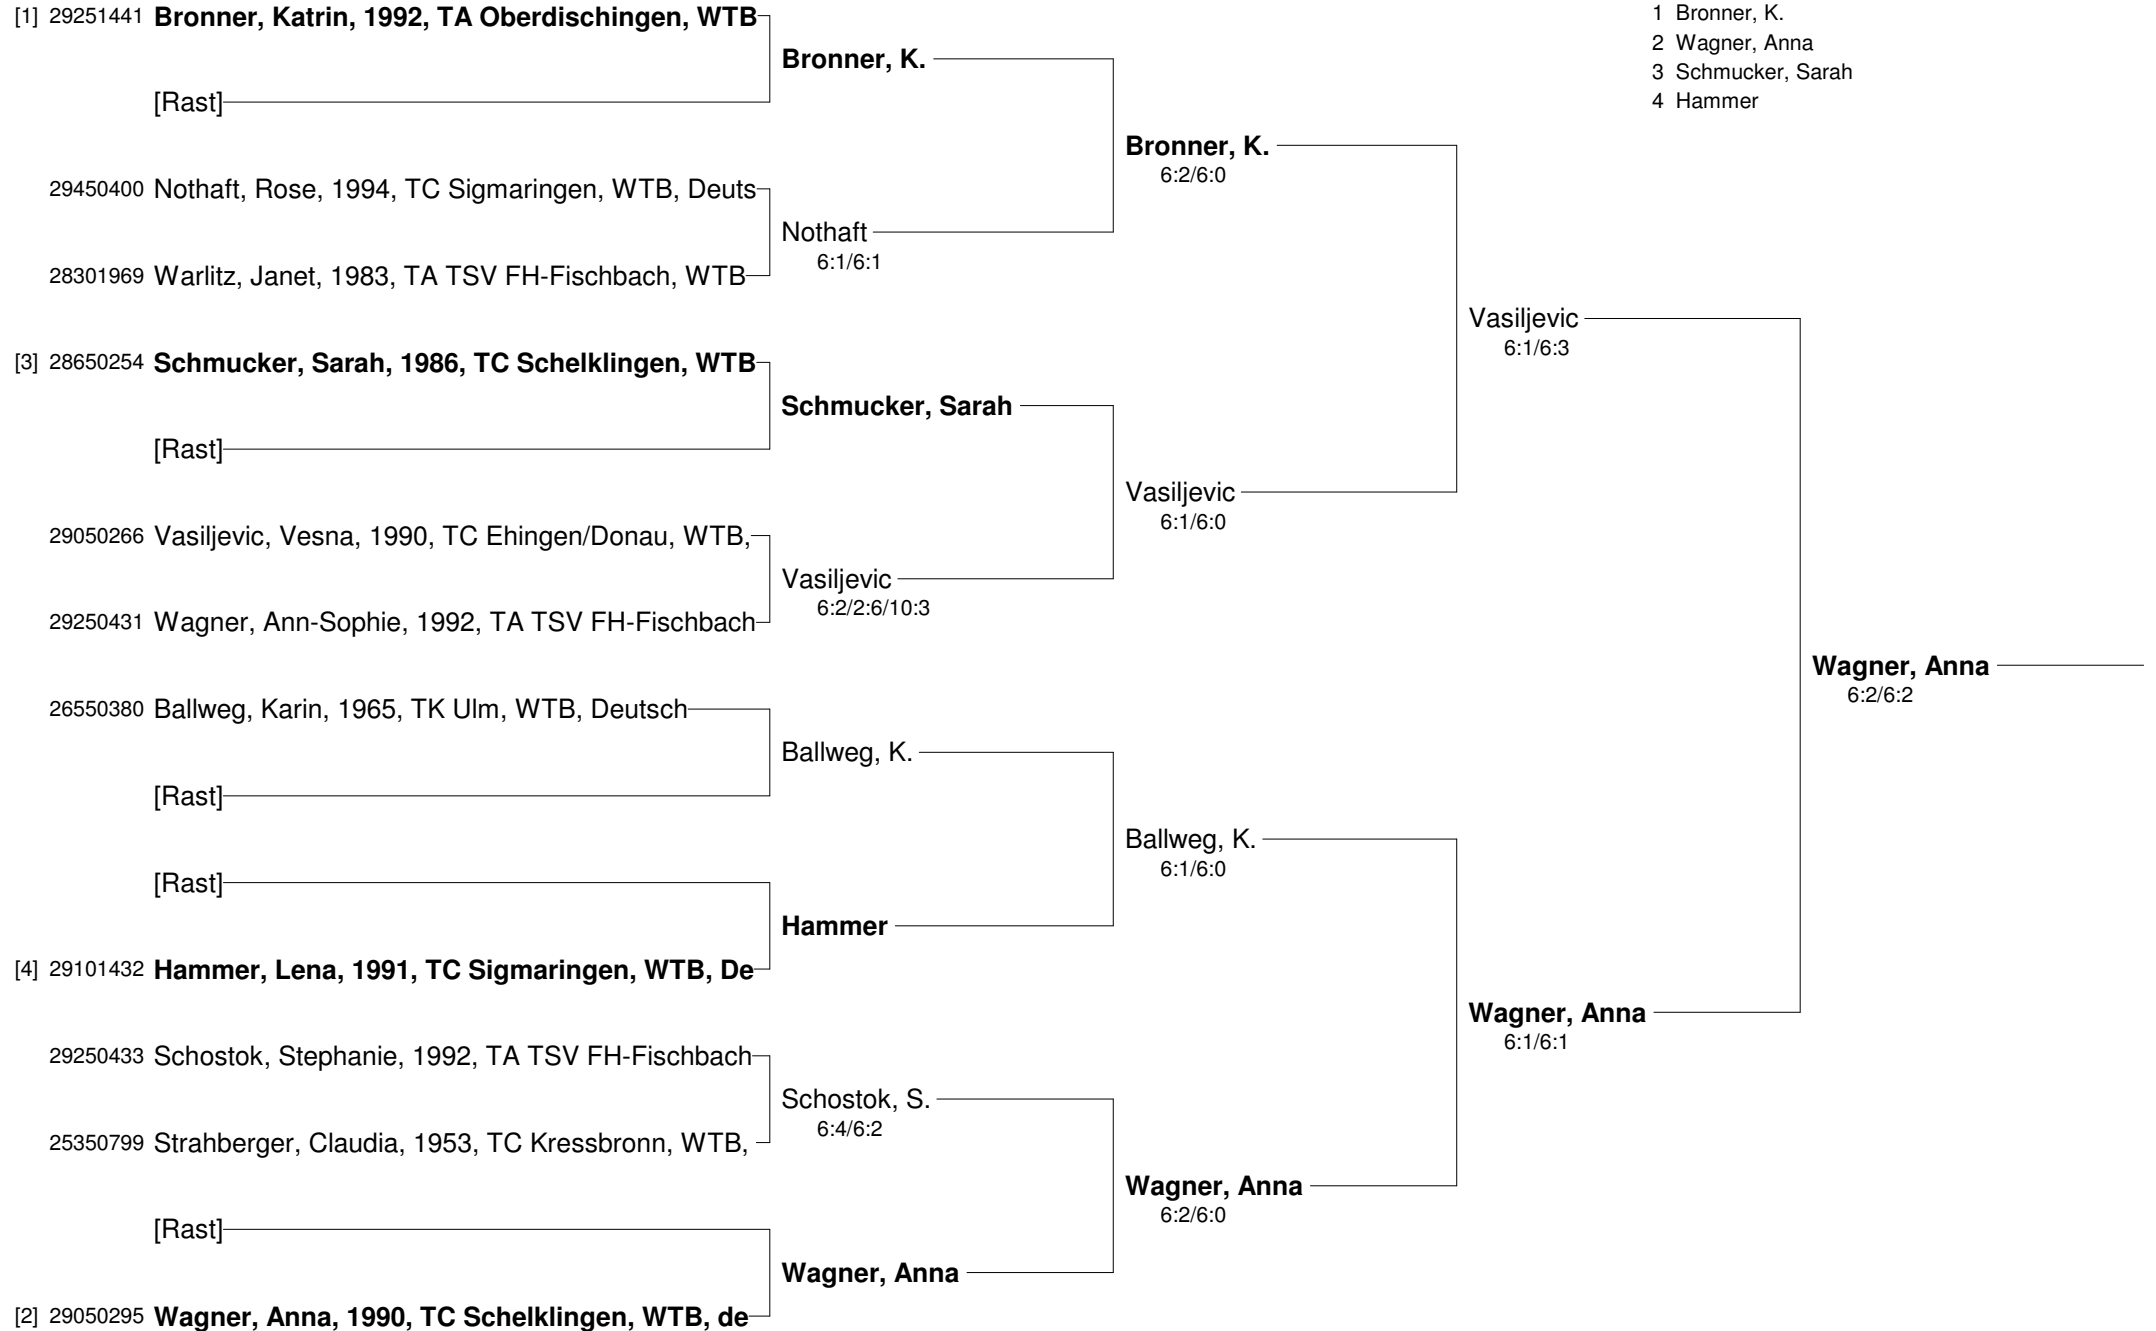 [1] 29251441 Bronner, Katrin, 1992, TA Oberdischingen, WTB
1 Bronner, K.
2 Wagner, Anna
3 Schmucker, Sarah
4 Hammer
Bronner, K.
[Rast]
Bronner, K.
6:2/6:0
29450400 Nothaft, Rose, 1994, TC Sigmaringen, WTB, Deuts
Nothaft
6:1/6:1
28301969 Warlitz, Janet, 1983, TA TSV FH-Fischbach, WTB
Vasiljevic
6:1/6:3
[3] 28650254 Schmucker, Sarah, 1986, TC Schelklingen, WTB
Schmucker, Sarah
[Rast]
Vasiljevic
6:1/6:0
29050266 Vasiljevic, Vesna, 1990, TC Ehingen/Donau, WTB,
Vasiljevic
6:2/2:6/10:3
29250431 Wagner, Ann-Sophie, 1992, TA TSV FH-Fischbach
Wagner, Anna
6:2/6:2
26550380 Ballweg, Karin, 1965, TK Ulm, WTB, Deutsch
Ballweg, K.
[Rast]
Ballweg, K.
6:1/6:0
[Rast]
Hammer
[4] 29101432 Hammer, Lena, 1991, TC Sigmaringen, WTB, De
Wagner, Anna
6:1/6:1
29250433 Schostok, Stephanie, 1992, TA TSV FH-Fischbach
Schostok, S.
6:4/6:2
25350799 Strahberger, Claudia, 1953, TC Kressbronn, WTB,
Wagner, Anna
6:2/6:0
[Rast]
Wagner, Anna
[2] 29050295 Wagner, Anna, 1990, TC Schelklingen, WTB, de